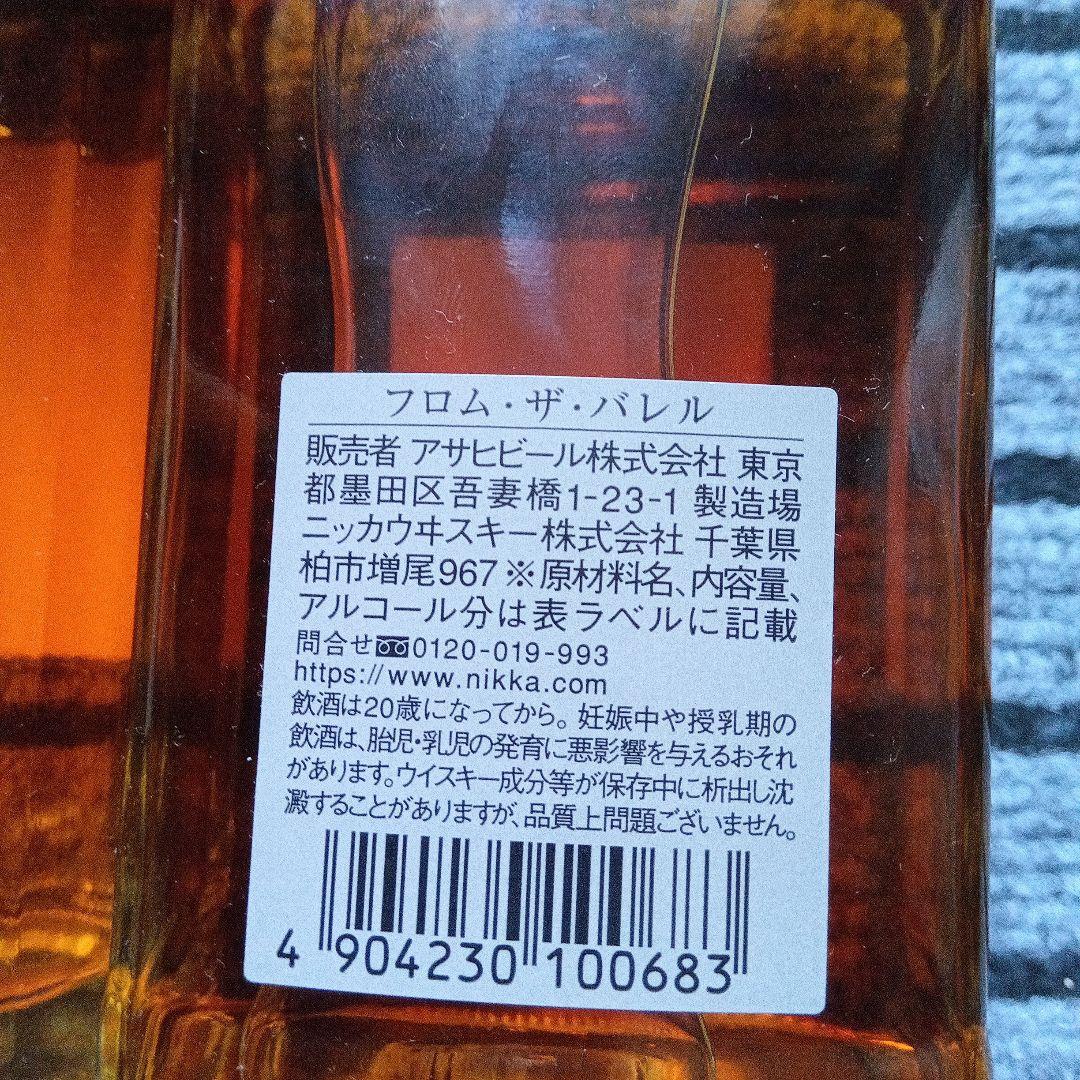 フロム・ザ・バレル
販売者 アサヒビール株式会社 東京
都墨田区吾妻橋1-23-1 製造場
ニッカウヰスキー株式会社 千葉県
柏市増尾967※原材料名、内容量、
アルコール分は表ラベルに記載
問合せ 0120-019-993
https://www.nikka.com
飲酒は20歳になってから。妊娠中や授乳期の
飲酒は、胎児・乳児の発育に悪影響を与えるおそれ
があります。ウイスキー成分等が保存中に析出し沈
澱することがありますが、品質上問題ございません。
4 904230 100683